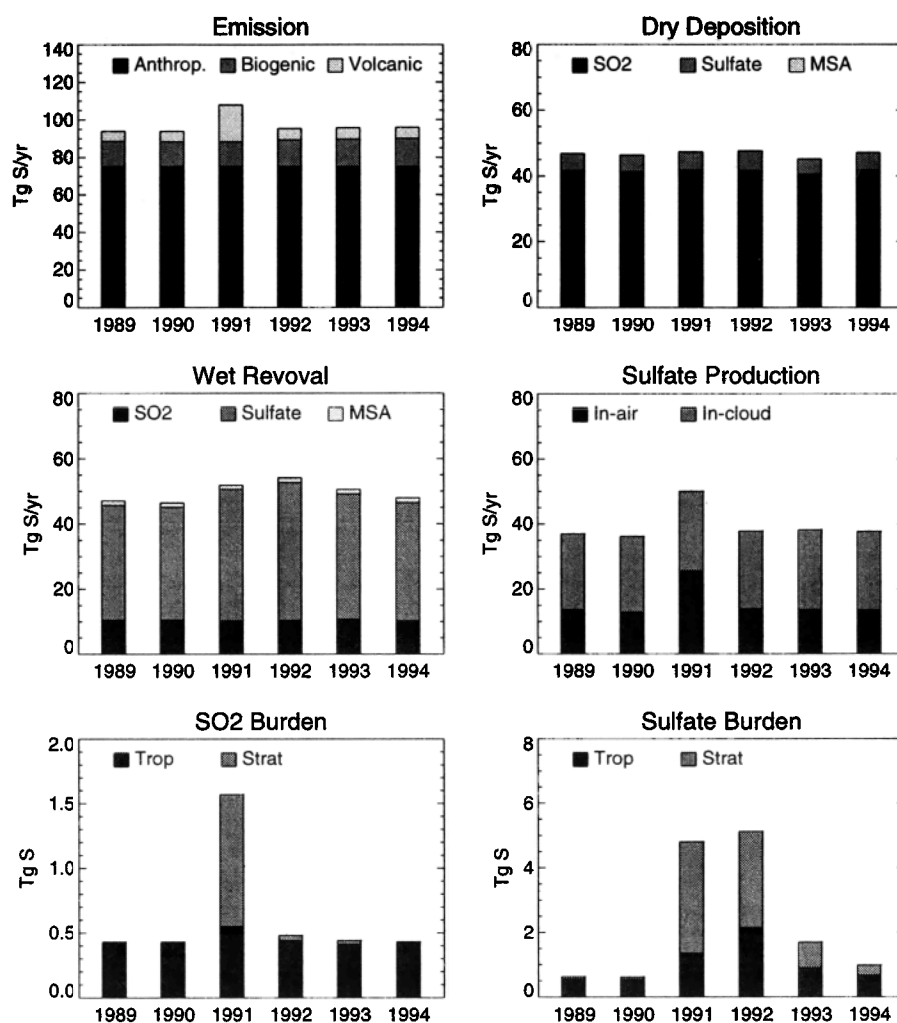 Emission
140
120
100
80
60
40
20
0
Tg S/yr
Anthrop. Biogenic Volcanic
1989 1990 1991 1992 1993 1994
Dry Deposition
80
60
40
20
0
Tg S/yr
SO2 Sulfate MSA
1989 1990 1991 1992 1993 1994
Wet Revoval
80
60
40
20
0
Tg S/yr
SO2 Sulfate MSA
1989 1990 1991 1992 1993 1994
Sulfate Production
80
60
40
20
0
Tg S/yr
In-air In-cloud
1989 1990 1991 1992 1993 1994
SO2 Burden
2.0
1.5
1.0
0.5
0.0
Tg S
Trop Strat
1989 1990 1991 1992 1993 1994
Sulfate Burden
8
6
4
2
0
Tg S
Trop Strat
1989 1990 1991 1992 1993 1994